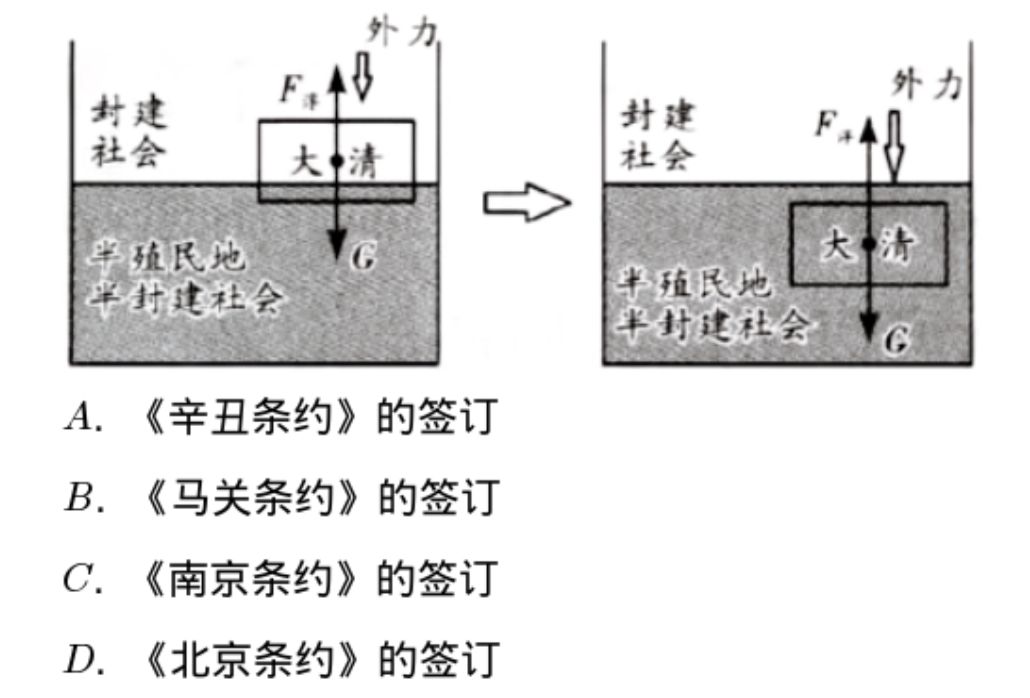 外力
F浮
封建
社会
大清
G
半殖民地
半封建社会
外力
F浮
封建
社会
大清
G
半殖民地
半封建社会
A. 《辛丑条约》的签订
B. 《马关条约》的签订
C. 《南京条约》的签订
D. 《北京条约》的签订